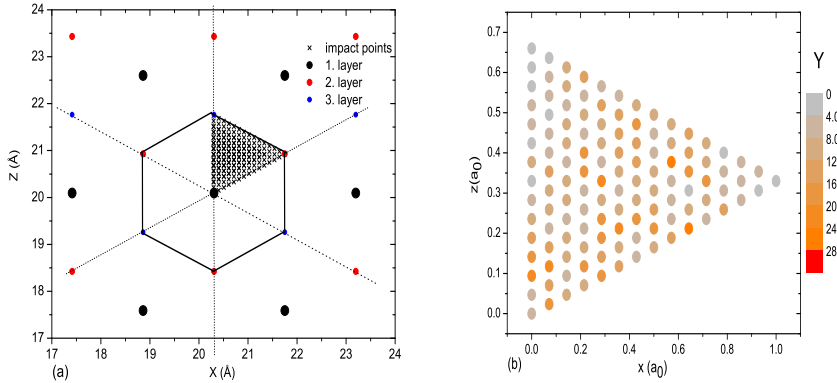 24
23
22
21
20
19
18
17
Z (Å)
17 18 19 20 21 22 23 24
X (Å)
(a)
× impact points
1. layer
2. layer
3. layer
0.7
0.6
0.5
0.4
0.3
0.2
0.1
0.0
z(a₀)
0.0 0.2 0.4 0.6 0.8 1.0
x (a₀)
(b)
Y
0
4.0
8.0
12
16
20
24
28